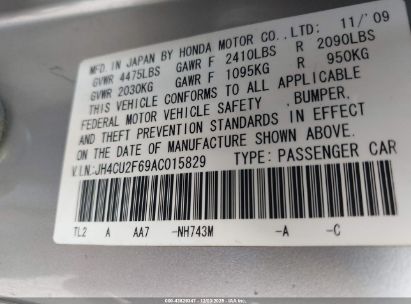 MFD. IN JAPAN BY HONDA MOTOR CO.,LTD: 11/'09
GVWR 4475LBS GAWR F 2410LBS R 2090LBS
GVWR 2030KG GAWR F 1095KG R 950KG
THIS VEHICLE CONFORMS TO ALL APPLICABLE
FEDERAL MOTOR VEHICLE SAFETY , BUMPER,
AND THEFT PREVENTION STANDARDS IN EFFECT
ON THE DATE OF MANUFACTURE SHOWN ABOVE.
V.I.N.:JH4CU2F69AC015829 TYPE: PASSENGER CAR
TL2 A AA7 -NH743M -A -C